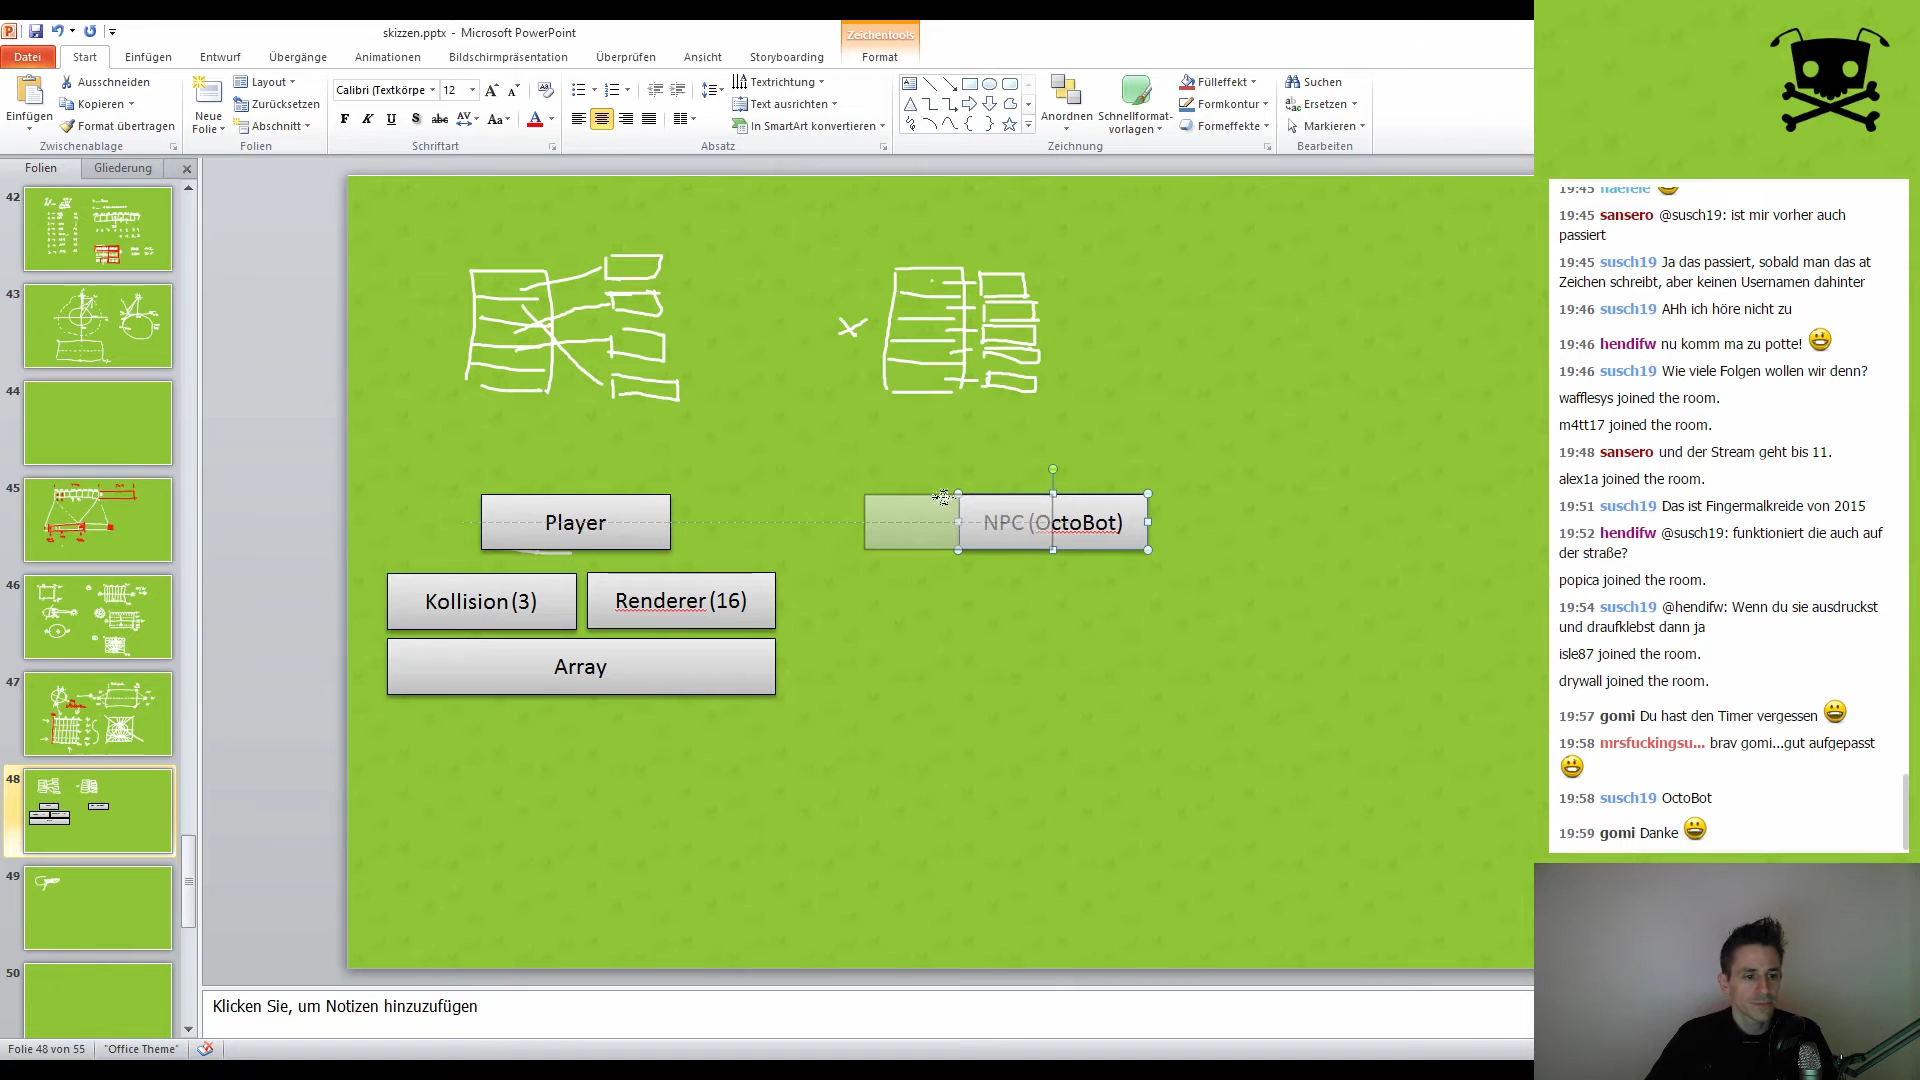 skizzen.pptx - Microsoft PowerPoint
Zeichentools
Datei
Start
Einfügen
Entwurf
Übergänge
Animationen
Bildschirmpräsentation
Überprüfen
Ansicht
Storyboarding
Format
Einfügen
Ausschneiden
Kopieren
Format übertragen
Zwischenablage
Neue
Folie
Layout
Zurücksetzen
Abschnitt
Folien
Calibri (Textkörpe
12
F K U S abc AV Aa A
Schriftart
Textrichtung
Text ausrichten
In SmartArt konvertieren
Absatz
Anordnen
Schnellformat-
vorlagen
Fülleffekt
Formkontur
Formeffekte
Zeichnung
Suchen
Ersetzen
Markieren
Bearbeiten
Folien
Gliederung
42
43
44
45
46
47
48
49
50
Player
NPC (OctoBot)
Kollision (3)
Renderer (16)
Array
Klicken Sie, um Notizen hinzuzufügen
Folie 48 von 55
"Office Theme"
19:45 naefele
19:45 sansero @susch19: ist mir vorher auch
passiert
19:45 susch19 Ja das passiert, sobald man das at
Zeichen schreibt, aber keinen Usernamen dahinter
19:46 susch19 AHh ich höre nicht zu
19:46 hendifw nu komm ma zu potte!
19:46 susch19 Wie viele Folgen wollen wir denn?
wafflesys joined the room.
m4tt17 joined the room.
19:48 sansero und der Stream geht bis 11.
alex1a joined the room.
19:51 susch19 Das ist Fingermalkreide von 2015
19:52 hendifw @susch19: funktioniert die auch auf
der straße?
popica joined the room.
19:54 susch19 @hendifw: Wenn du sie ausdruckst
und draufklebst dann ja
isle87 joined the room.
drywall joined the room.
19:57 gomi Du hast den Timer vergessen
19:58 mrsfuckingsu... brav gomi...gut aufgepasst
19:58 susch19 OctoBot
19:59 gomi Danke